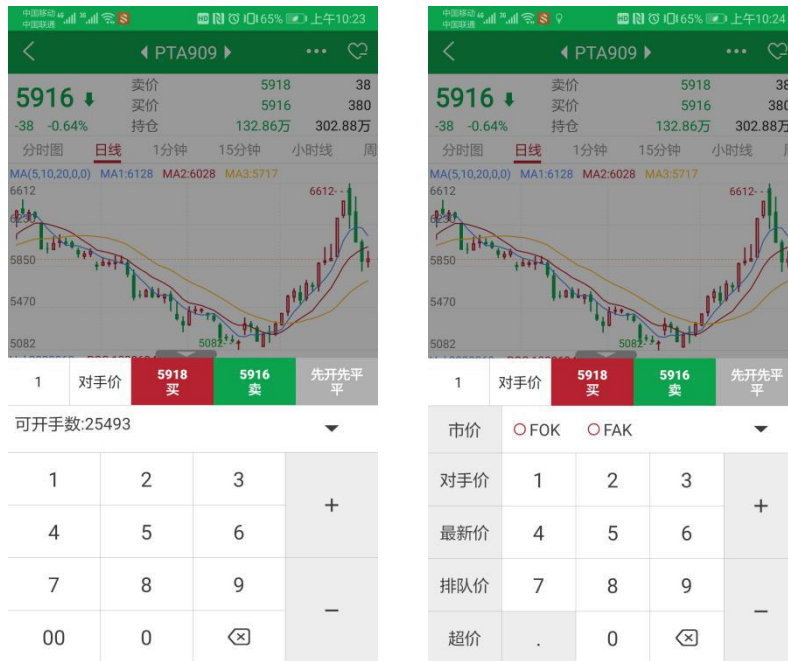 中国移动 中国联通 65% 上午10:23
PTA909
5916 卖价 5918 38
买价 5916 380
-38 -0.64% 持仓 132.86万 302.88万
分时图 日线 1分钟 15分钟 小时线 周
MA(5,10,20,0,0) MA1:6128 MA2:6028 MA3:5717
6612 6612
6230
5850
5470
5082 5082
1 对手价 5918 买 5916 卖 先开先平 平
可开手数:25493
1 2 3
+
4 5 6
7 8 9
−
00 0
中国移动 中国联通 65% 上午10:24
PTA909
5916 卖价 5918 38
买价 5916 380
-38 -0.64% 持仓 132.86万 302.88万
分时图 日线 1分钟 15分钟 小时线
MA(5,10,20,0,0) MA1:6128 MA2:6028 MA3:5717
6612 6612
6230
5850
5470
5082 5082
1 对手价 5918 买 5916 卖 先开先平 平
市价 FOK FAK
对手价 1 2 3
+
最新价 4 5 6
排队价 7 8 9
−
超价 . 0